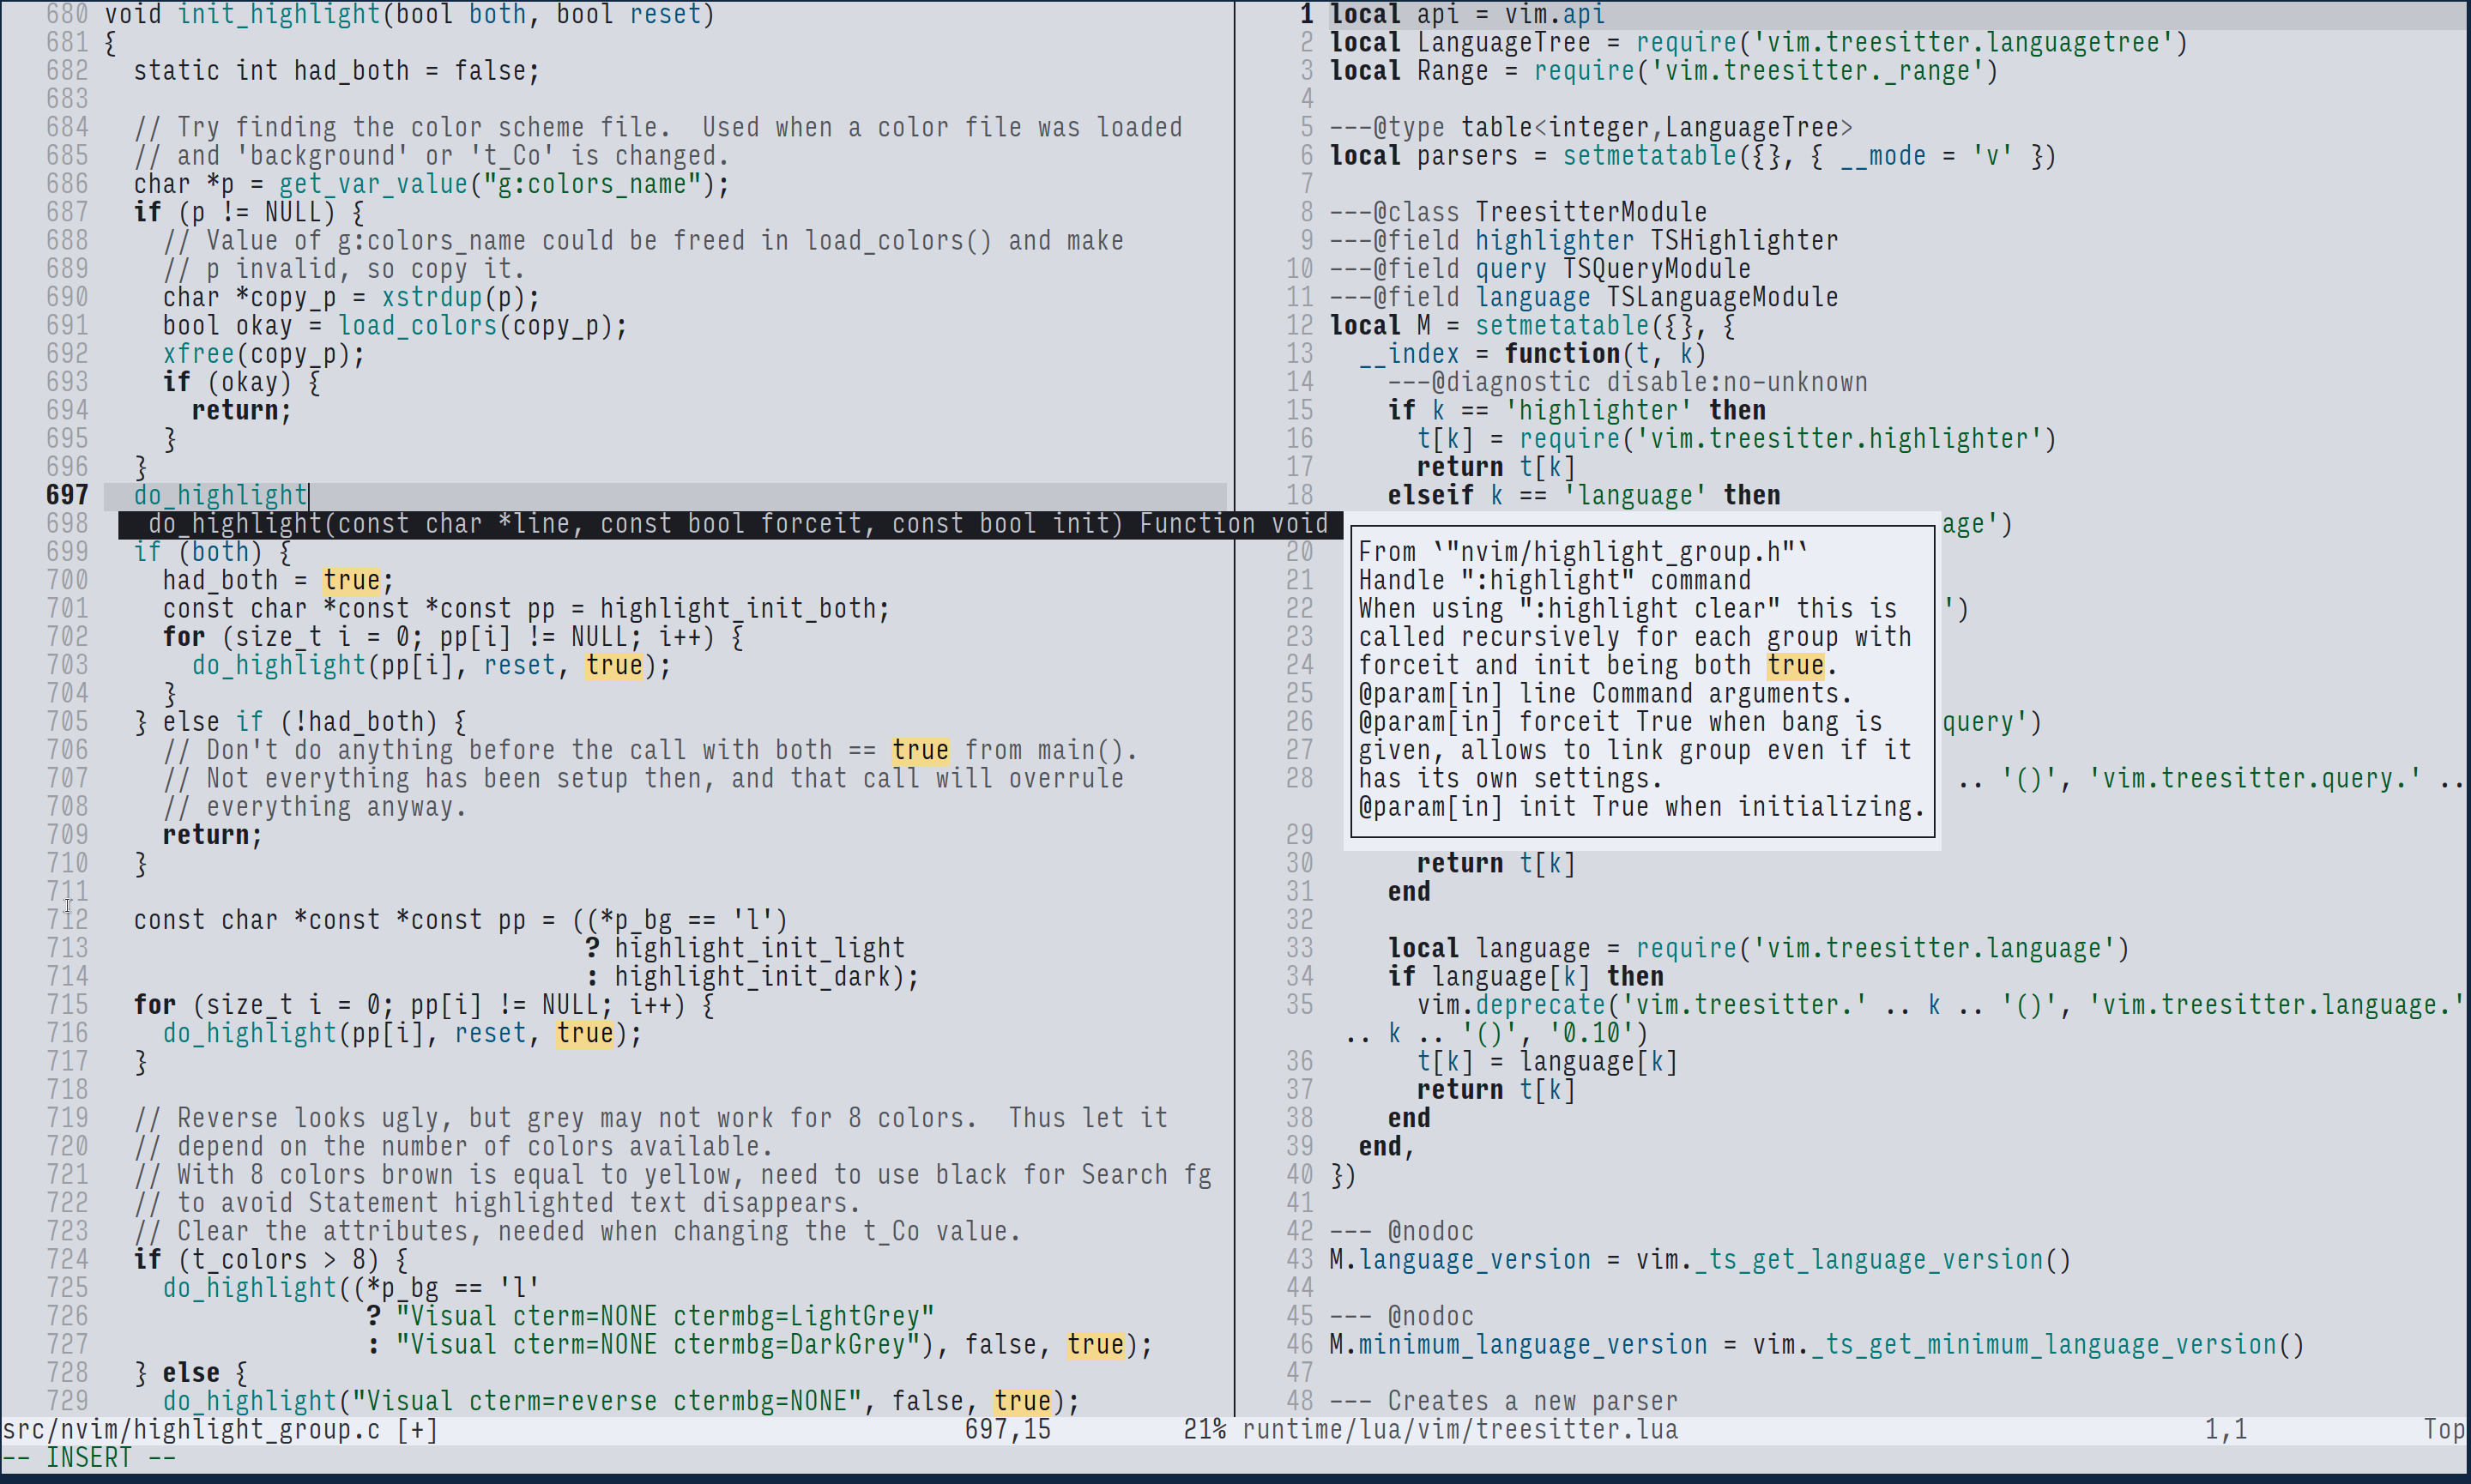 680 void init_highlight(bool both, bool reset)
681 {
682   static int had_both = false;
683
684   // Try finding the color scheme file.  Used when a color file was loaded
685   // and 'background' or 't_Co' is changed.
686   char *p = get_var_value("g:colors_name");
687   if (p != NULL) {
688     // Value of g:colors_name could be freed in load_colors() and make
689     // p invalid, so copy it.
690     char *copy_p = xstrdup(p);
691     bool okay = load_colors(copy_p);
692     xfree(copy_p);
693     if (okay) {
694       return;
695     }
696   }
697   do_highlight
698    do_highlight(const char *line, const bool forceit, const bool init) Function void
699   if (both) {
700     had_both = true;
701     const char *const *const pp = highlight_init_both;
702     for (size_t i = 0; pp[i] != NULL; i++) {
703       do_highlight(pp[i], reset, true);
704     }
705   } else if (!had_both) {
706     // Don't do anything before the call with both == true from main().
707     // Not everything has been setup then, and that call will overrule
708     // everything anyway.
709     return;
710   }
711
712   const char *const *const pp = ((*p_bg == 'l')
713                                  ? highlight_init_light
714                                  : highlight_init_dark);
715   for (size_t i = 0; pp[i] != NULL; i++) {
716     do_highlight(pp[i], reset, true);
717   }
718
719   // Reverse looks ugly, but grey may not work for 8 colors.  Thus let it
720   // depend on the number of colors available.
721   // With 8 colors brown is equal to yellow, need to use black for Search fg
722   // to avoid Statement highlighted text disappears.
723   // Clear the attributes, needed when changing the t_Co value.
724   if (t_colors > 8) {
725     do_highlight((*p_bg == 'l'
726                   ? "Visual cterm=NONE ctermbg=LightGrey"
727                   : "Visual cterm=NONE ctermbg=DarkGrey"), false, true);
728   } else {
729     do_highlight("Visual cterm=reverse ctermbg=NONE", false, true);
src/nvim/highlight_group.c [+] 697,15 21%
-- INSERT --
1 local api = vim.api
2 local LanguageTree = require('vim.treesitter.languagetree')
3 local Range = require('vim.treesitter._range')
4
5 ---@type table<integer,LanguageTree>
6 local parsers = setmetatable({}, { __mode = 'v' })
7
8 ---@class TreesitterModule
9 ---@field highlighter TSHighlighter
10 ---@field query TSQueryModule
11 ---@field language TSLanguageModule
12 local M = setmetatable({}, {
13   __index = function(t, k)
14     ---@diagnostic disable:no-unknown
15     if k == 'highlighter' then
16       t[k] = require('vim.treesitter.highlighter')
17       return t[k]
18     elseif k == 'language' then
age')
20
21
22 ')
23
24
25
26 query')
27
28 .. '()', 'vim.treesitter.query.' ..
29
30       return t[k]
31     end
32
33     local language = require('vim.treesitter.language')
34     if language[k] then
35       vim.deprecate('vim.treesitter.' .. k .. '()', 'vim.treesitter.language.'
 .. k .. '()', '0.10')
36       t[k] = language[k]
37       return t[k]
38     end
39   end,
40 })
41
42 --- @nodoc
43 M.language_version = vim._ts_get_language_version()
44
45 --- @nodoc
46 M.minimum_language_version = vim._ts_get_minimum_language_version()
47
48 --- Creates a new parser
runtime/lua/vim/treesitter.lua 1,1 Top
From `"nvim/highlight_group.h"`
Handle ":highlight" command
When using ":highlight clear" this is
called recursively for each group with
forceit and init being both true.
@param[in] line Command arguments.
@param[in] forceit True when bang is
given, allows to link group even if it
has its own settings.
@param[in] init True when initializing.